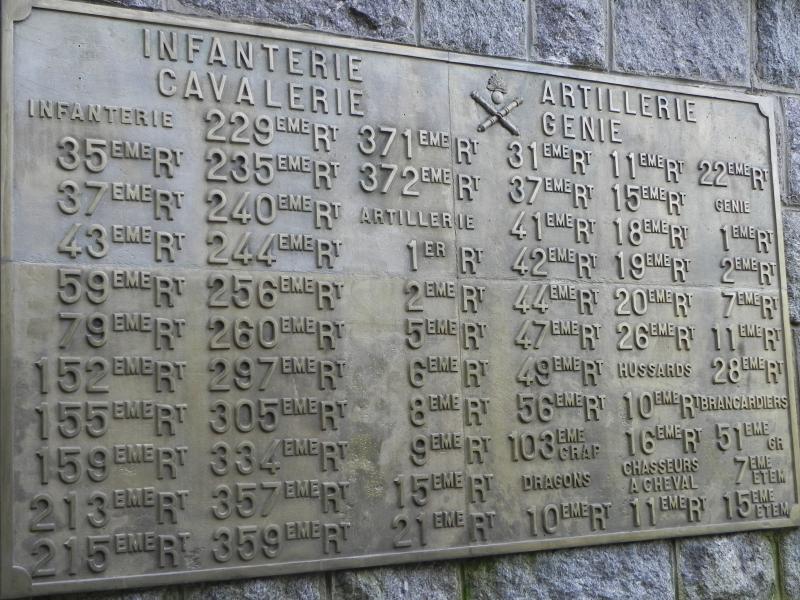 INFANTERIE
CAVALERIE
INFANTERIE
35EME RT
37EME RT
43EME RT
59EME RT
79EME RT
152EME RT
155EME RT
159EME RT
213EME RT
215EME RT
229EME RT
235EME RT
240EME RT
244EME RT
256EME RT
260EME RT
297EME RT
305EME RT
334EME RT
357EME RT
359EME RT
371EME RT
372EME RT
ARTILLERIE
1ER RT
2EME RT
5EME RT
6EME RT
8EME RT
9EME RT
15EME RT
21EME RT
ARTILLERIE
GENIE
31EME RT
37EME RT
41EME RT
42EME RT
44EME RT
47EME RT
49EME RT
56EME RT
103EME GRAP
DRAGONS
10EME RT
11EME RT
15EME RT
18EME RT
19EME RT
20EME RT
26EME RT
HUSSARDS
10EME RT
16EME RT
CHASSEURS
A CHEVAL
11EME RT
22EME RT
GENIE
1EME RT
2EME RT
7EME RT
11EME RT
28EME RT
BRANCARDIERS
51EME GR
7EME ETEM
15EME ETEM